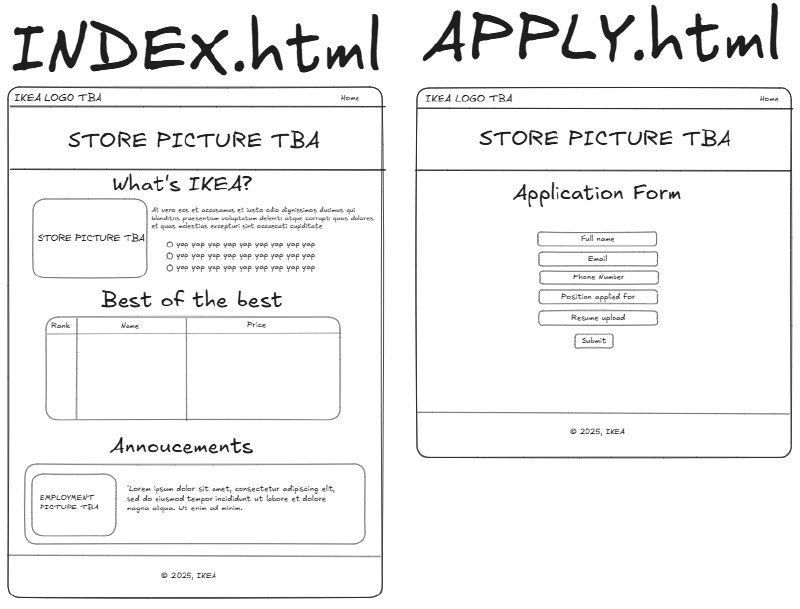 INDEX.html
IKEA LOGO TBA
Home
STORE PICTURE TBA
What's IKEA?
STORE PICTURE TBA
At vero eos et accusamus et iusto odio dignissimos ducimus qui
blanditiis praesentium voluptatum deleniti atque corrupti quos dolores
et quas molestias excepturi sint occaecati cupiditate
yap yap yap yap yap yap yap yap yap
yap yap yap yap yap yap yap yap yap
yap yap yap yap yap yap yap yap yap
Best of the best
Rank Name Price
Annoucements
EMPLOYMENT
PICTURE TBA
"Lorem ipsum dolor sit amet, consectetur adipiscing elit,
sed do eiusmod tempor incididunt ut labore et dolore
magna aliqua. Ut enim ad minim.
© 2025, IKEA
APPLY.html
IKEA LOGO TBA
Home
STORE PICTURE TBA
Application Form
Full name
Email
Phone Number
Position applied for
Resume upload
Submit
© 2025, IKEA